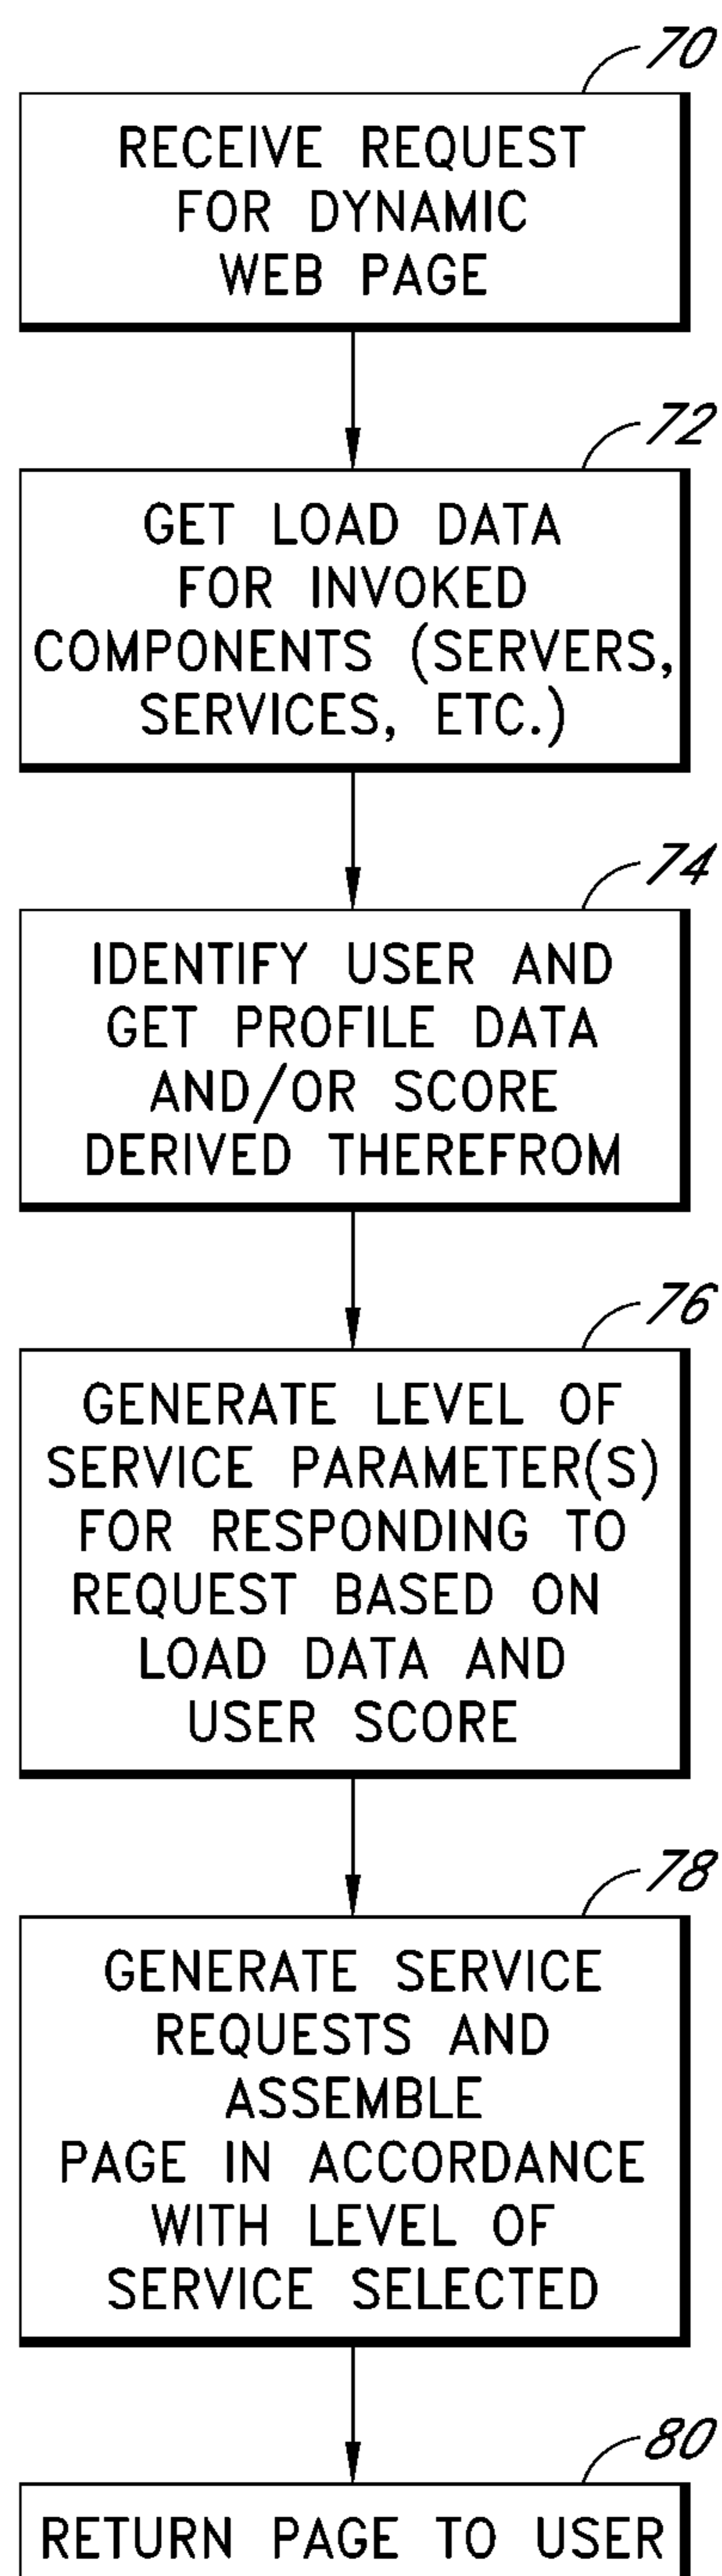 70
RECEIVE REQUEST
FOR DYNAMIC
WEB PAGE
72
GET LOAD DATA
FOR INVOKED
COMPONENTS (SERVERS,
SERVICES, ETC.)
74
IDENTIFY USER AND
GET PROFILE DATA
AND/OR SCORE
DERIVED THEREFROM
76
GENERATE LEVEL OF
SERVICE PARAMETER(S)
FOR RESPONDING TO
REQUEST BASED ON
LOAD DATA AND
USER SCORE
78
GENERATE SERVICE
REQUESTS AND
ASSEMBLE
PAGE IN ACCORDANCE
WITH LEVEL OF
SERVICE SELECTED
80
RETURN PAGE TO USER